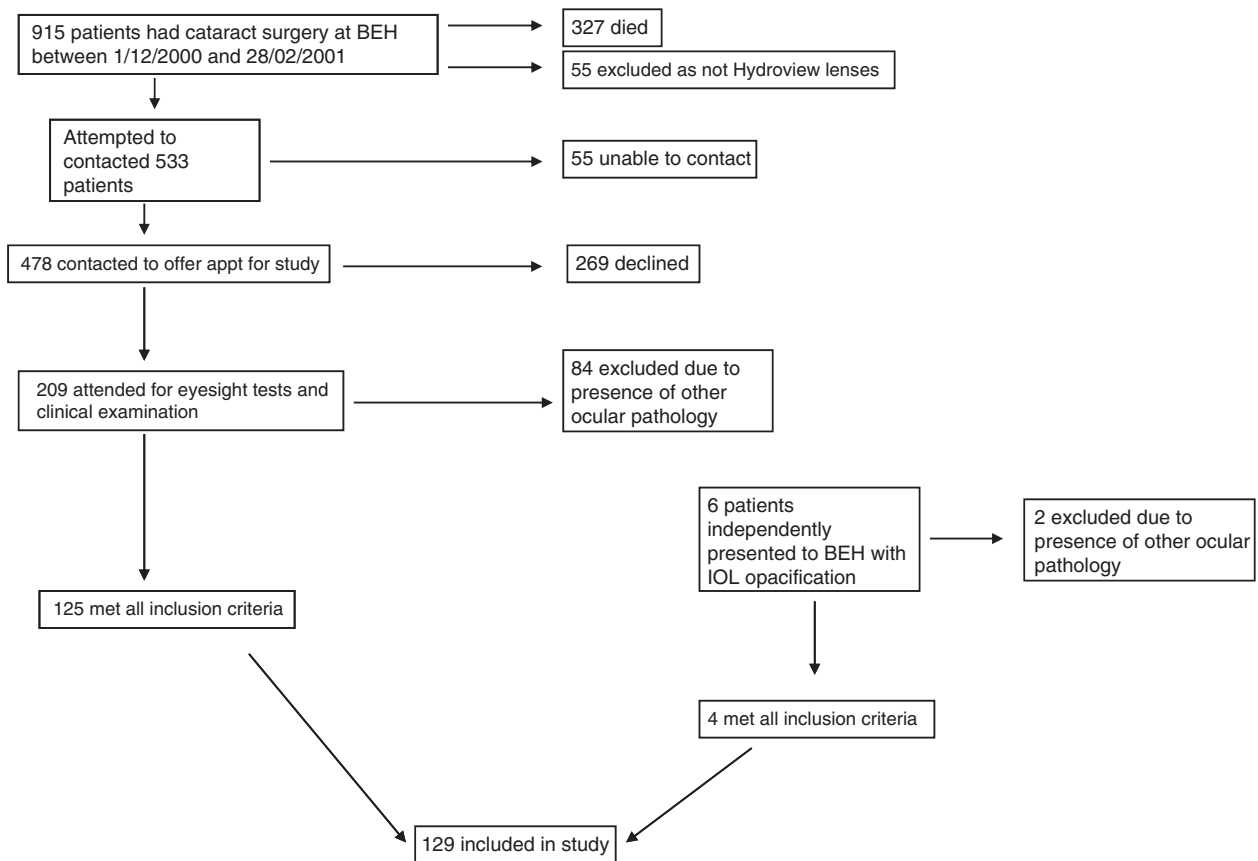 915 patients had cataract surgery at BEH
between 1/12/2000 and 28/02/2001
327 died
55 excluded as not Hydroview lenses
Attempted to
contacted 533
patients
55 unable to contact
478 contacted to offer appt for study
269 declined
209 attended for eyesight tests and
clinical examination
84 excluded due to
presence of other
ocular pathology
6 patients
independently
presented to BEH with
IOL opacification
2 excluded due to
presence of other ocular
pathology
125 met all inclusion criteria
4 met all inclusion criteria
129 included in study